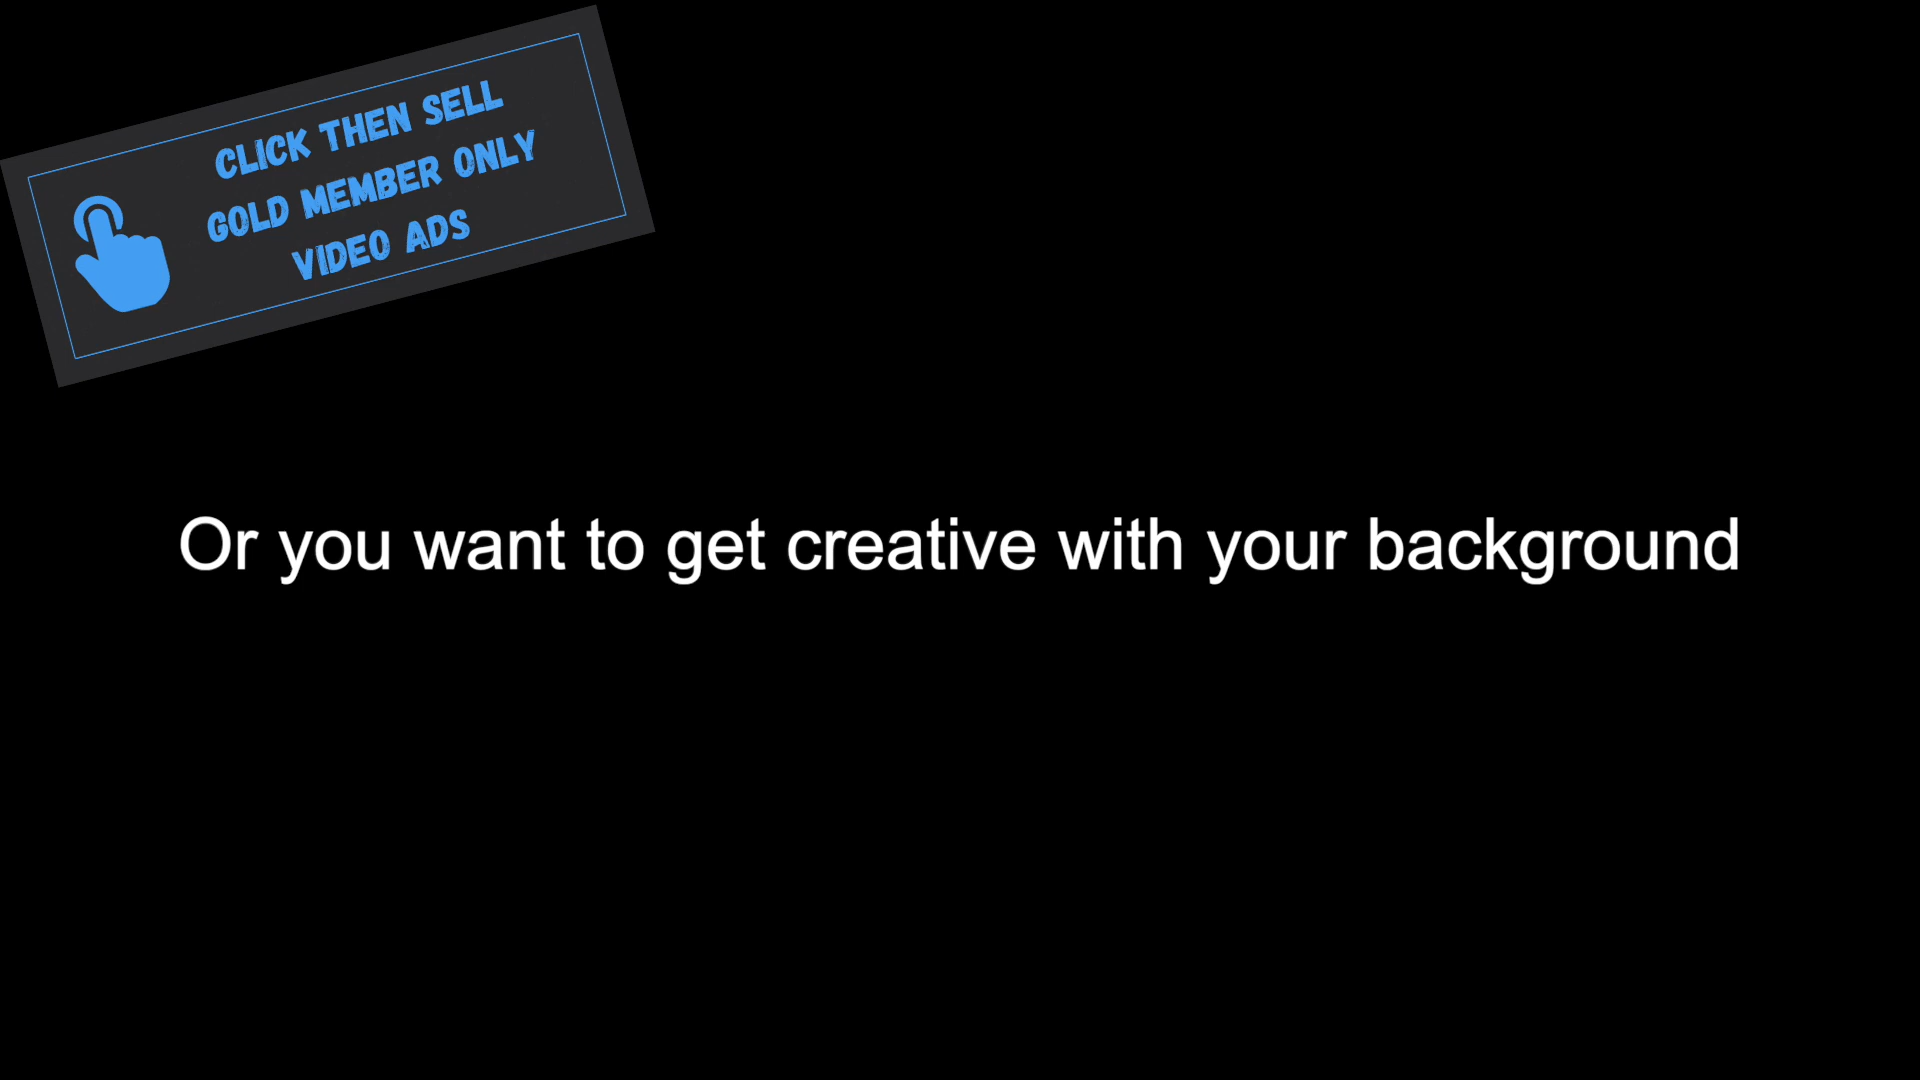 CLICK THEN SELL
GOLD MEMBER ONLY
VIDEO ADS
Or you want to get creative with your background